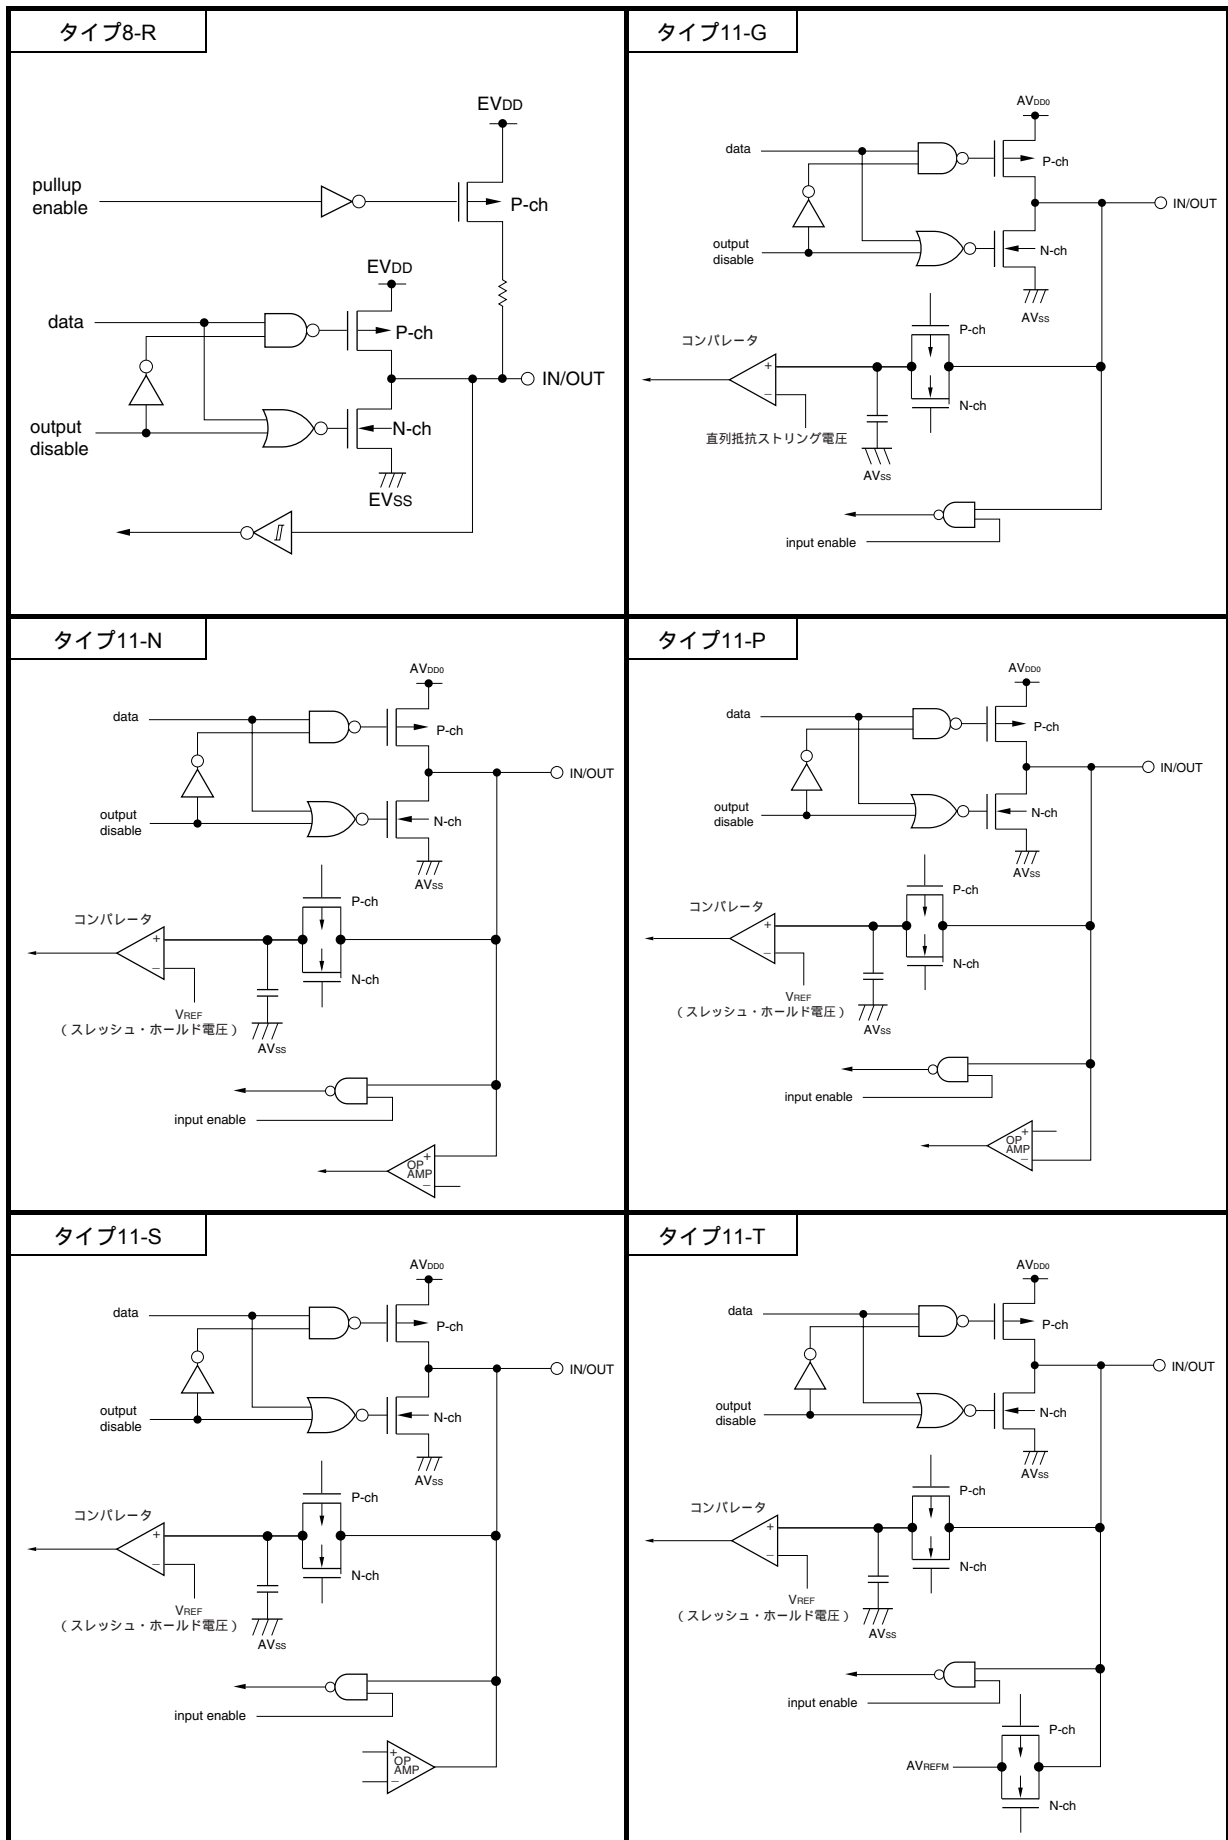 タイプ8-R
EVDD
pullup
enable
P-ch
EVDD
data
P-ch
IN/OUT
output
disable
N-ch
EVSS
タイプ11-G
AVDD0
data
P-ch
IN/OUT
output
disable
N-ch
AVSS
P-ch
コンパレータ
+
−
N-ch
直列抵抗ストリング電圧
AVSS
input enable
タイプ11-N
AVDD0
data
P-ch
IN/OUT
output
disable
N-ch
AVSS
P-ch
コンパレータ
+
−
N-ch
VREF
(スレッシュ・ホールド電圧)
AVSS
input enable
+
OP
AMP
−
タイプ11-P
AVDD0
data
P-ch
IN/OUT
output
disable
N-ch
AVSS
P-ch
コンパレータ
+
−
N-ch
VREF
(スレッシュ・ホールド電圧)
AVSS
input enable
+
OP
AMP
−
タイプ11-S
AVDD0
data
P-ch
IN/OUT
output
disable
N-ch
AVSS
P-ch
コンパレータ
+
−
N-ch
VREF
(スレッシュ・ホールド電圧)
AVSS
input enable
+
OP
AMP
−
タイプ11-T
AVDD0
data
P-ch
IN/OUT
output
disable
N-ch
AVSS
P-ch
コンパレータ
+
−
N-ch
VREF
(スレッシュ・ホールド電圧)
AVSS
input enable
P-ch
AVREFM
N-ch